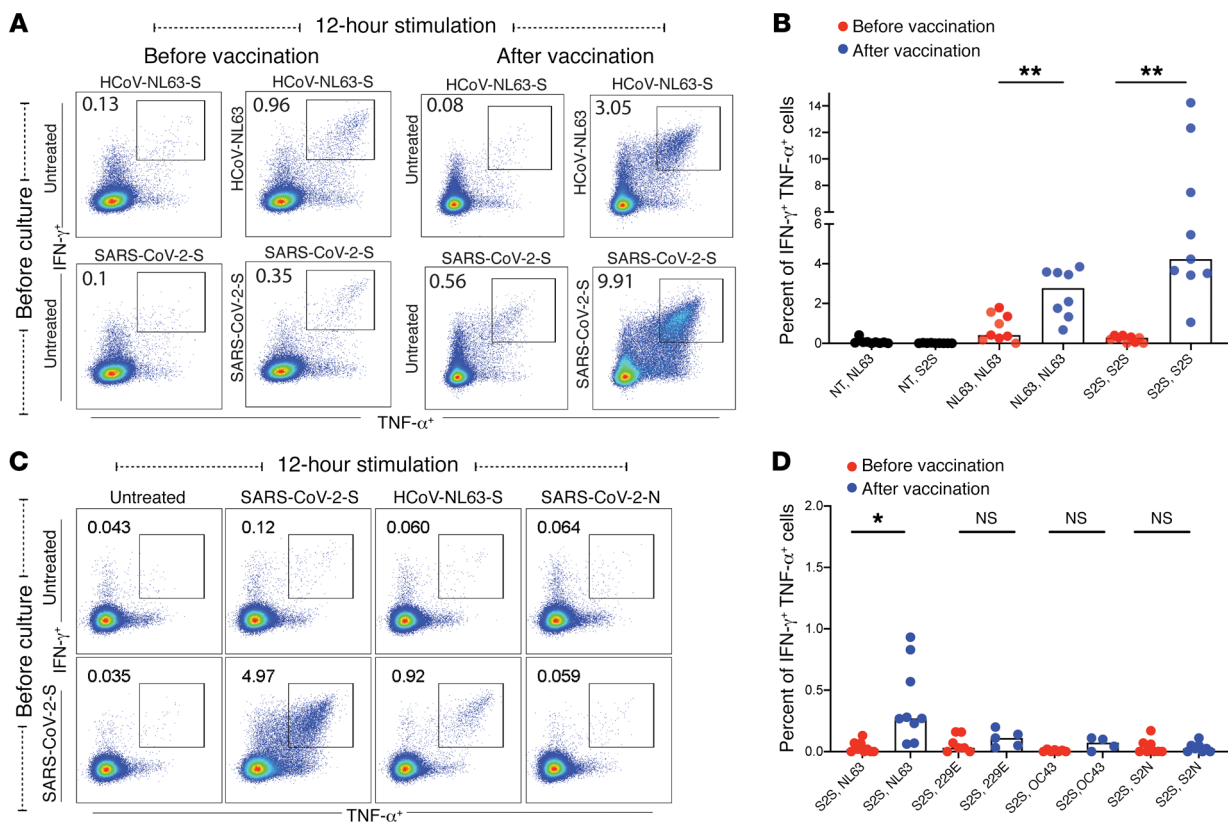 A
12-hour stimulation
Before vaccination
After vaccination
HCoV-NL63-S
HCoV-NL63-S
HCoV-NL63-S
HCoV-NL63-S
Before culture
IFN-γ+
Untreated
0.13
HCoV-NL63
0.96
Untreated
0.08
HCoV-NL63
3.05
SARS-CoV-2-S
SARS-CoV-2-S
SARS-CoV-2-S
SARS-CoV-2-S
Untreated
0.1
SARS-CoV-2-S
0.35
Untreated
0.56
SARS-CoV-2-S
9.91
TNF-α+
B
Before vaccination
After vaccination
**
**
Percent of IFN-γ+ TNF-α+ cells
14
12
10
8
6
6
4
2
0
NT, NL63
NT, S2S
NL63, NL63
NL63, NL63
S2S, S2S
S2S, S2S
C
12-hour stimulation
Untreated
SARS-CoV-2-S
HCoV-NL63-S
SARS-CoV-2-N
Before culture
IFN-γ+
Untreated
0.043
0.12
0.060
0.064
SARS-CoV-2-S
0.035
4.97
0.92
0.059
TNF-α+
D
Before vaccination
After vaccination
*
NS
NS
NS
Percent of IFN-γ+ TNF-α+ cells
2.0
1.5
1.0
0.5
0.0
S2S, NL63
S2S, NL63
S2S, 229E
S2S, 229E
S2S, OC43
S2S,OC43
S2S, S2N
S2S, S2N